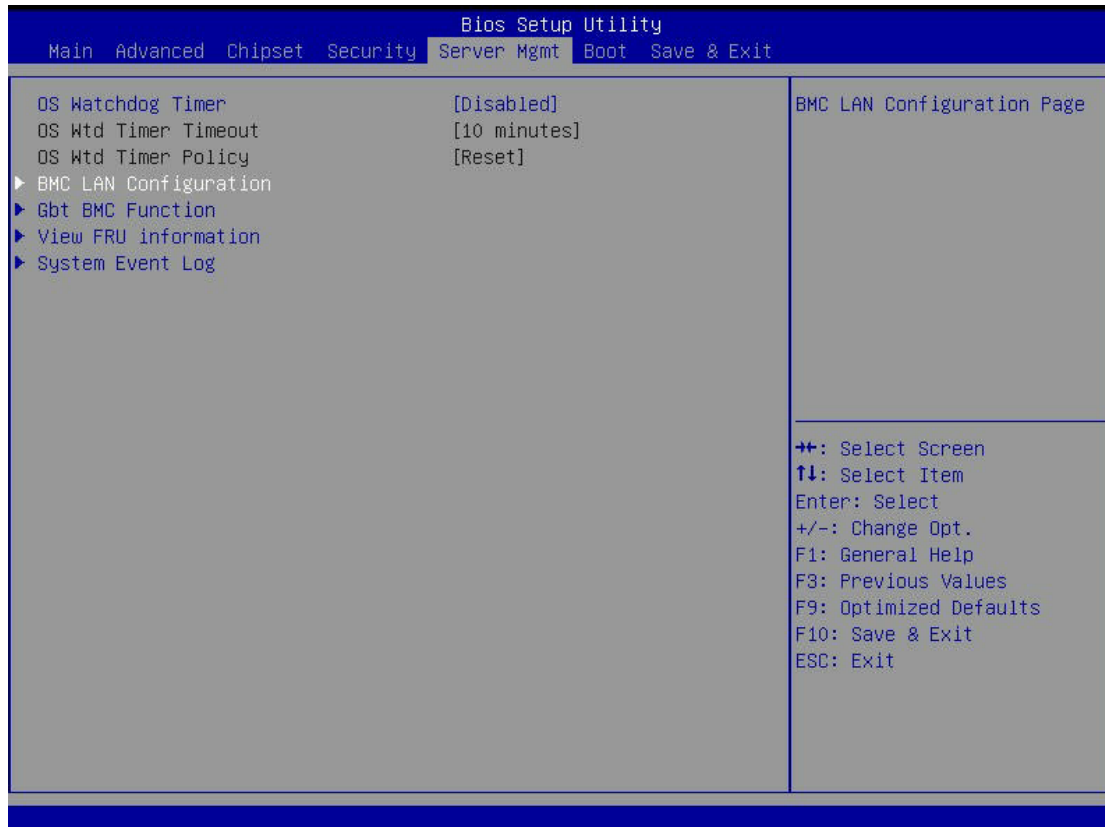 Bios Setup Utility
Main Advanced Chipset Security Server Mgmt Boot Save & Exit
OS Watchdog Timer [Disabled]
OS Wtd Timer Timeout [10 minutes]
OS Wtd Timer Policy [Reset]
BMC LAN Configuration
Gbt BMC Function
View FRU information
System Event Log
BMC LAN Configuration Page
→←: Select Screen
↑↓: Select Item
Enter: Select
+/-: Change Opt.
F1: General Help
F3: Previous Values
F9: Optimized Defaults
F10: Save & Exit
ESC: Exit